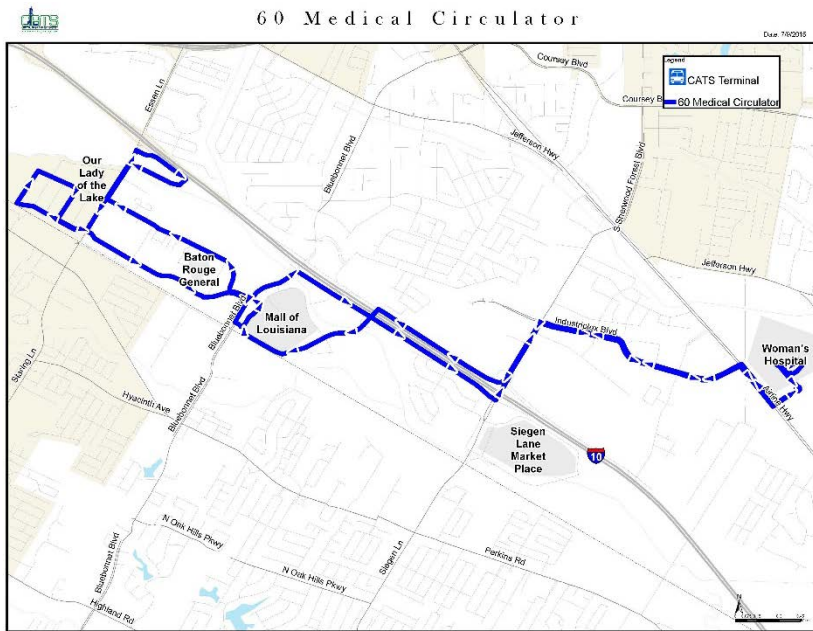 CATS
60 Medical Circulator
Legend
CATS Terminal
60 Medical Circulator
Coursey Blvd
Coursey B
Essen Ln
Jefferson Hwy
Bluebonnet Blvd
S Sherwood Forest Blvd
Our
Lady
of the
Lake
Jefferson Hwy
Baton
Rouge
General
Bluebonnet Blvd
Mall of
Louisiana
Industriplex Blvd
Woman's
Hospital
Airline Hwy
Staring Ln
Hyacinth Ave
Bluebonnet Blvd
Siegen
Lane
Market
Place
10
N Oak Hills Pkwy
Siegen Ln
Perkins Rd
N Oak Hills Pkwy
Bluebonnet Blvd
Highland Rd
N